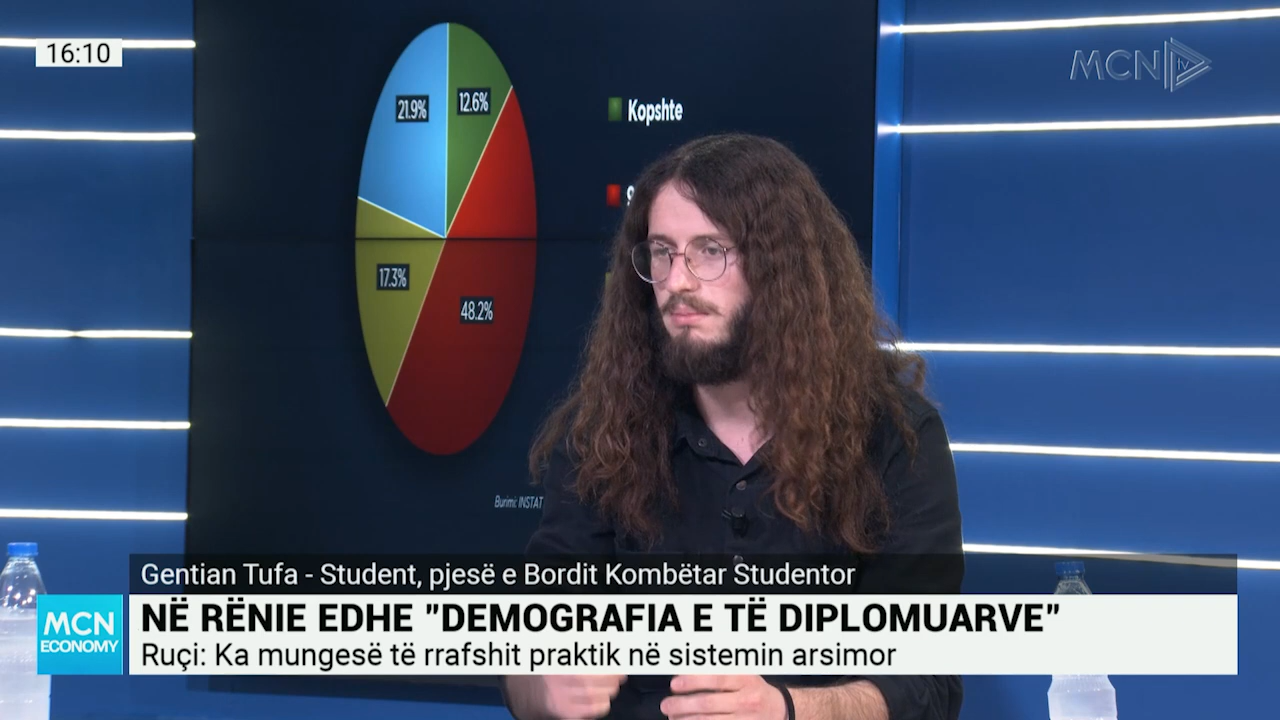 16:10
MCN tv
21.9%
12.6%
Kopshte
S
17.3%
48.2%
Burimi: INSTAT
Gentian Tufa - Student, pjesë e Bordit Kombëtar Studentor
MCN
ECONOMY
NË RËNIE EDHE "DEMOGRAFIA E TË DIPLOMUARVE"
Ruçi: Ka mungesë të rrafshit praktik në sistemin arsimor